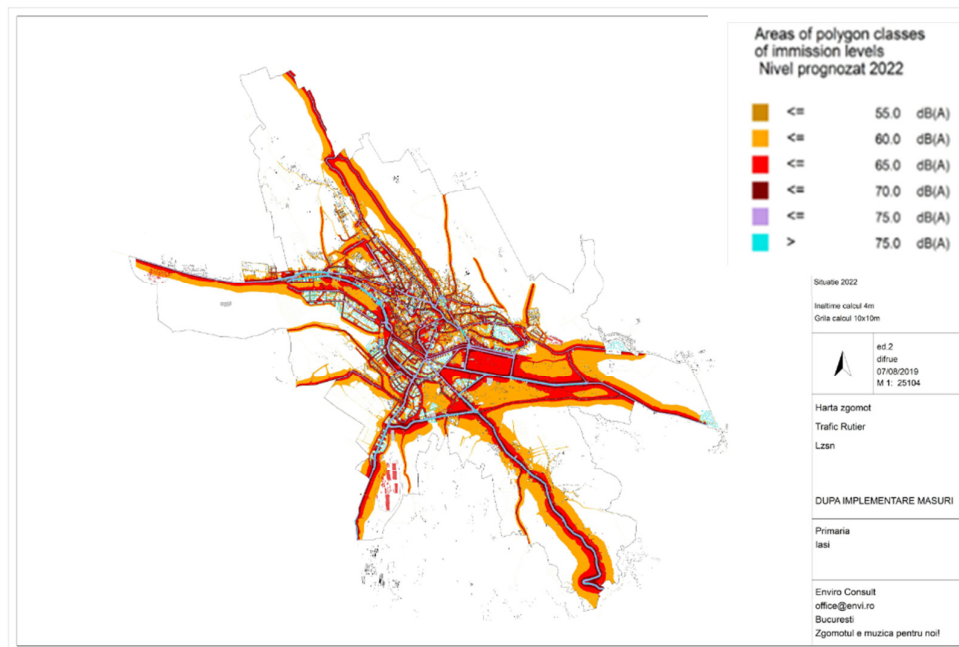 Areas of polygon classes
of immission levels
Nivel prognozat 2022
<= 55.0 dB(A)
<= 60.0 dB(A)
<= 65.0 dB(A)
<= 70.0 dB(A)
<= 75.0 dB(A)
> 75.0 dB(A)
Situatie 2022
Inaltime calcul 4m
Grila calcul 10x10m
ed.2
difrue
07/08/2019
M 1: 25104
Harta zgomot
Trafic Rutier
Lzsn
DUPA IMPLEMENTARE MASURI
Primaria
Iasi
Enviro Consult
office@envi.ro
Bucuresti
Zgomotul e muzica pentru noi!